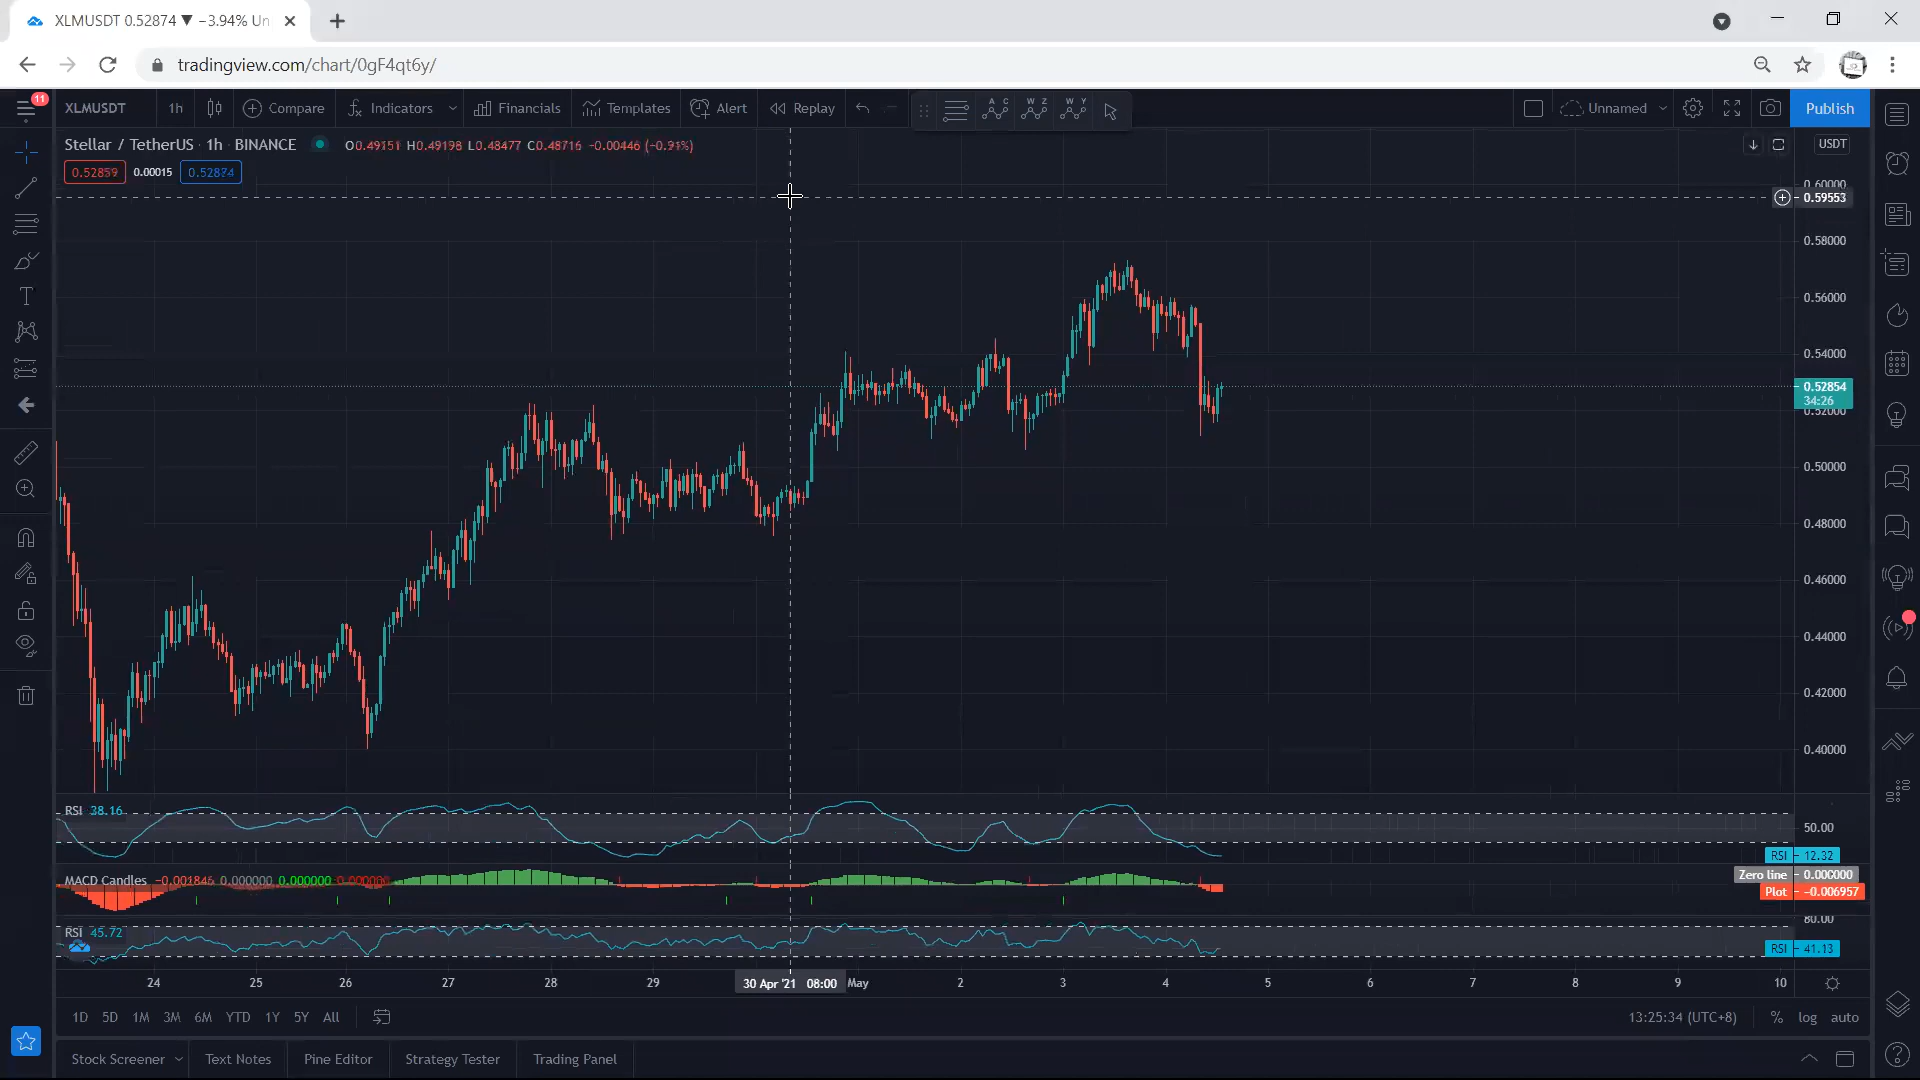 XLMUSDT 0.52874 ▼ −3.94% Un
tradingview.com/chart/0gF4qt6y/
11
XLMUSDT 1h Compare Indicators Financials Templates Alert Replay Unnamed Publish
A C
W Z
W Y
Stellar / TetherUS · 1h · BINANCE O0.49151 H0.49198 L0.48477 C0.48716 −0.00446 (−0.91%)
USDT
0.52859 0.00015 0.52874
0.60000
0.59553
0.58000
0.56000
0.54000
0.52854
34:26
0.52000
0.50000
0.48000
0.46000
0.44000
0.42000
0.40000
RSI 38.16
50.00
RSI 12.32
MACD Candles −0.001846 0.000000 0.000000 0.000000
Zero line 0.000000
Plot −0.006957
80.00
RSI 45.72
RSI 41.13
24 25 26 27 28 29 30 Apr '21 08:00 May 2 3 4 5 6 7 8 9 10
1D 5D 1M 3M 6M YTD 1Y 5Y All 13:25:34 (UTC+8) % log auto
Stock Screener Text Notes Pine Editor Strategy Tester Trading Panel